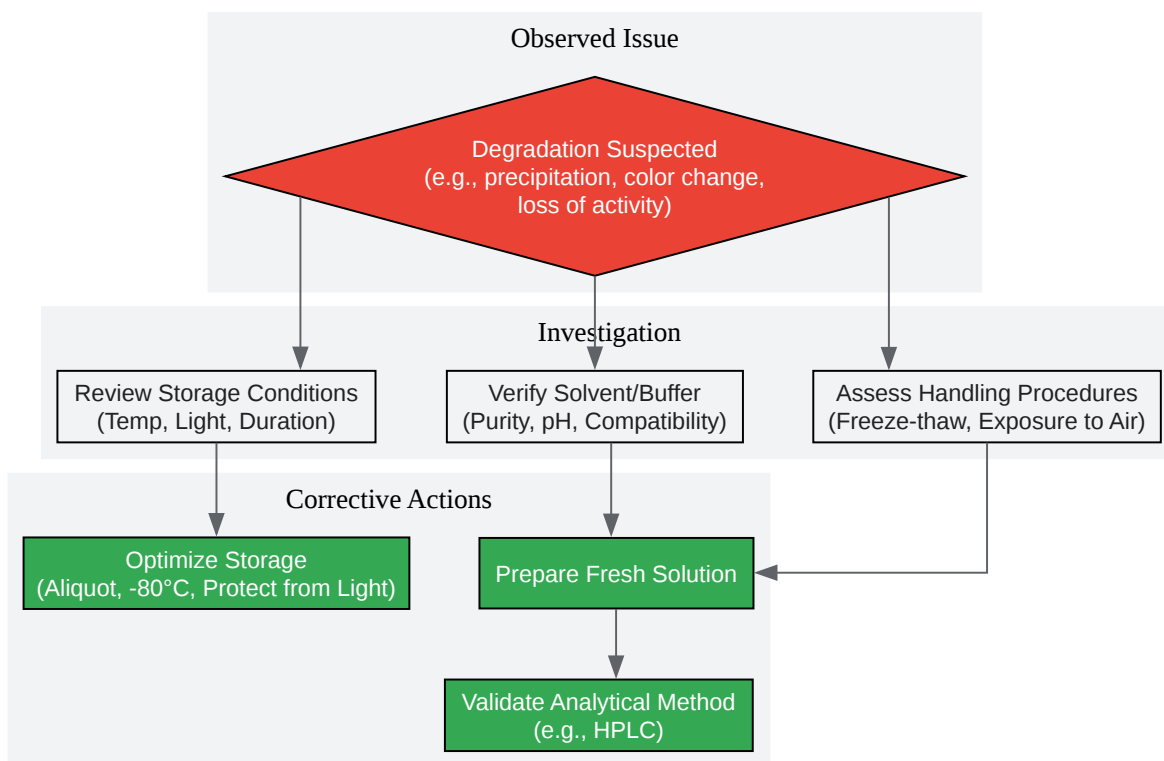 Observed Issue
Degradation Suspected
(e.g., precipitation, color change,
loss of activity)
Investigation
Review Storage Conditions
(Temp, Light, Duration)
Verify Solvent/Buffer
(Purity, pH, Compatibility)
Assess Handling Procedures
(Freeze-thaw, Exposure to Air)
Corrective Actions
Optimize Storage
(Aliquot, -80°C, Protect from Light)
Prepare Fresh Solution
Validate Analytical Method
(e.g., HPLC)